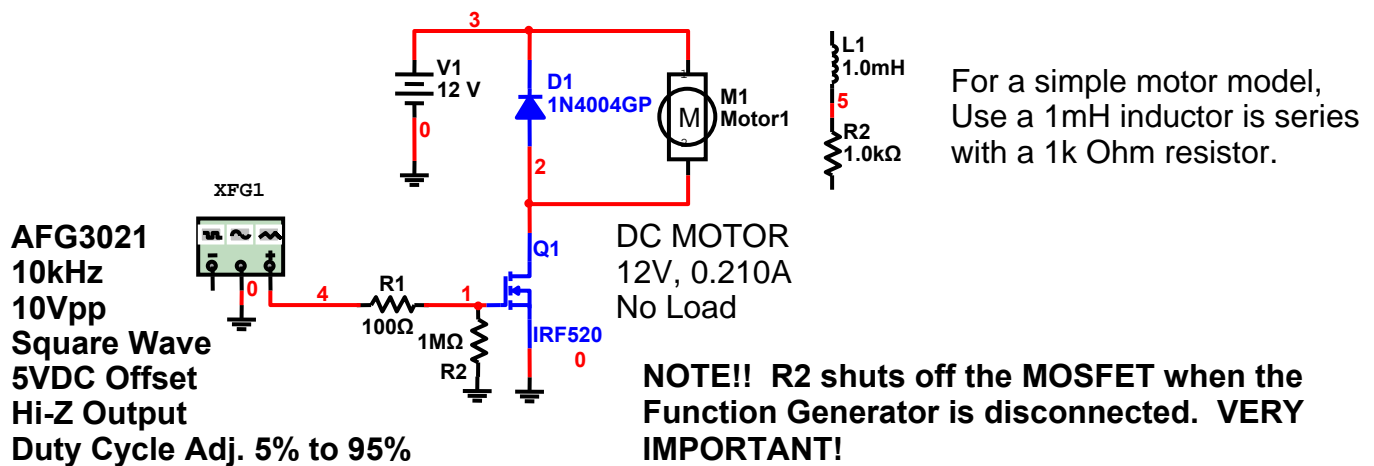 3
V1
12 V
0
D1
1N4004GP
1
M
2
M1
Motor1
L1
1.0mH
5
R2
1.0kΩ
For a simple motor model,
Use a 1mH inductor is series
with a 1k Ohm resistor.
2
XFG1
AFG3021
10kHz
10Vpp
Square Wave
5VDC Offset
Hi-Z Output
Duty Cycle Adj. 5% to 95%
0
4
R1
100Ω
1
1MΩ
R2
Q1
IRF520
0
DC MOTOR
12V, 0.210A
No Load
NOTE!! R2 shuts off the MOSFET when the
Function Generator is disconnected. VERY
IMPORTANT!